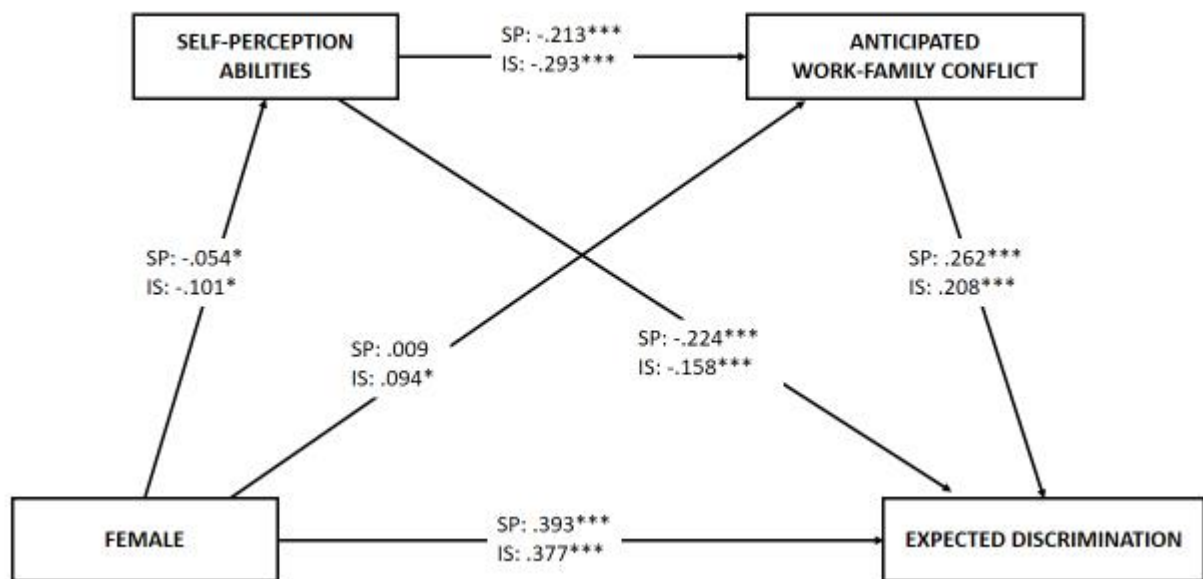 SELF-PERCEPTION
ABILITIES
SP: -.213***
IS: -.293***
ANTICIPATED
WORK-FAMILY CONFLICT
SP: -.054*
IS: -.101*
SP: .262***
IS: .208***
SP: .009
IS: .094*
SP: -.224***
IS: -.158***
FEMALE
SP: .393***
IS: .377***
EXPECTED DISCRIMINATION